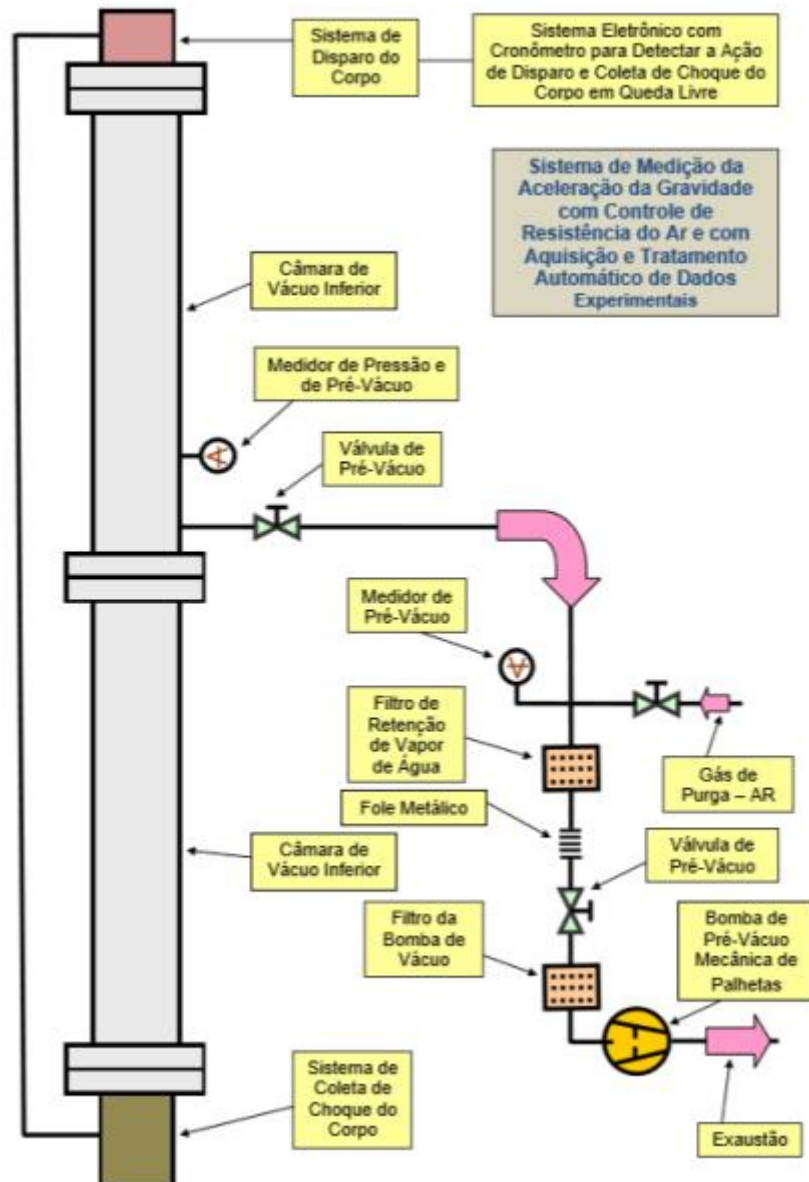 Sistema de
Disparo do
Corpo
Sistema Eletrônico com
Cronômetro para Detectar a Ação
de Disparo e Coleta de Choque do
Corpo em Queda Livre
Sistema de Medição da
Aceleração da Gravidade
com Controle de
Resistência do Ar e com
Aquisição e Tratamento
Automático de Dados
Experimentais
Câmara de
Vácuo Inferior
Medidor de Pressão e
de Pré-Vácuo
Válvula de
Pré-Vácuo
Medidor de
Pré-Vácuo
Filtro de
Retenção
de Vapor
de Água
Gás de
Purga – AR
Fole Metálico
Válvula de
Pré-Vácuo
Câmara de
Vácuo Inferior
Filtro da
Bomba de
Vácuo
Bomba de
Pré-Vácuo
Mecânica de
Palhetas
Sistema de
Coleta de
Choque do
Corpo
Exaustão